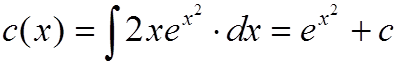 c(x) = ∫ 2xe^{x^2} · dx = e^{x^2} + c